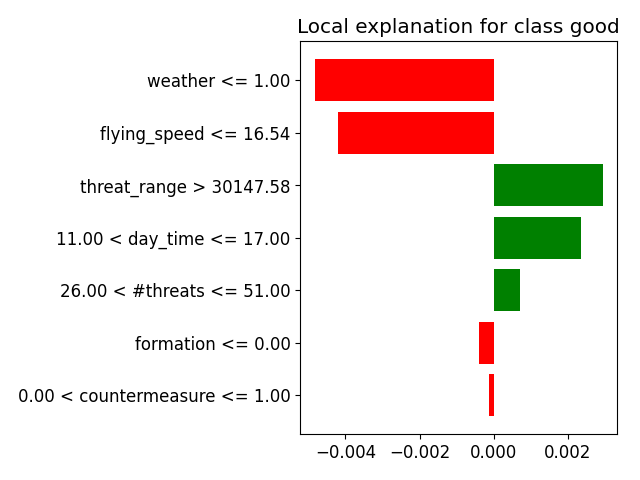 Local explanation for class good
weather <= 1.00
flying_speed <= 16.54
threat_range > 30147.58
11.00 < day_time <= 17.00
26.00 < #threats <= 51.00
formation <= 0.00
0.00 < countermeasure <= 1.00
−0.004 −0.002 0.000 0.002